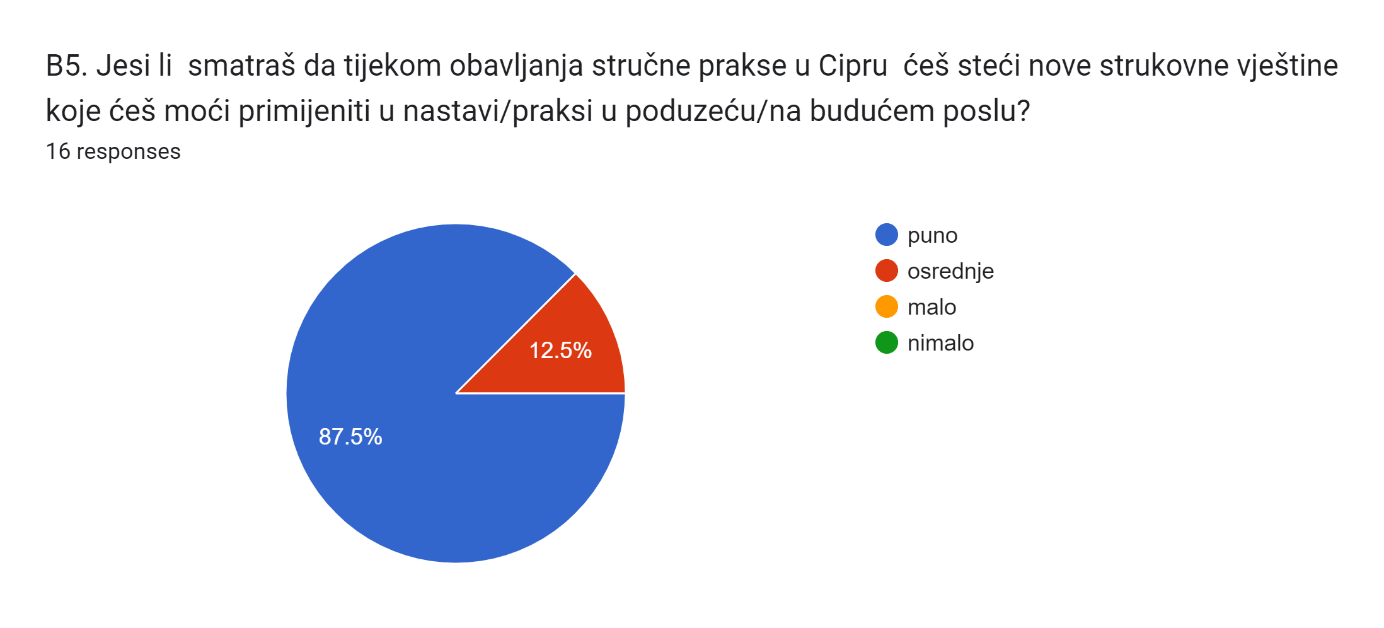 B5. Jesi li  smatraš da tijekom obavljanja stručne prakse u Cipru  ćeš steći nove strukovne vještine
koje ćeš moći primijeniti u nastavi/praksi u poduzeću/na budućem poslu?
16 responses
puno
osrednje
malo
nimalo
12.5%
87.5%